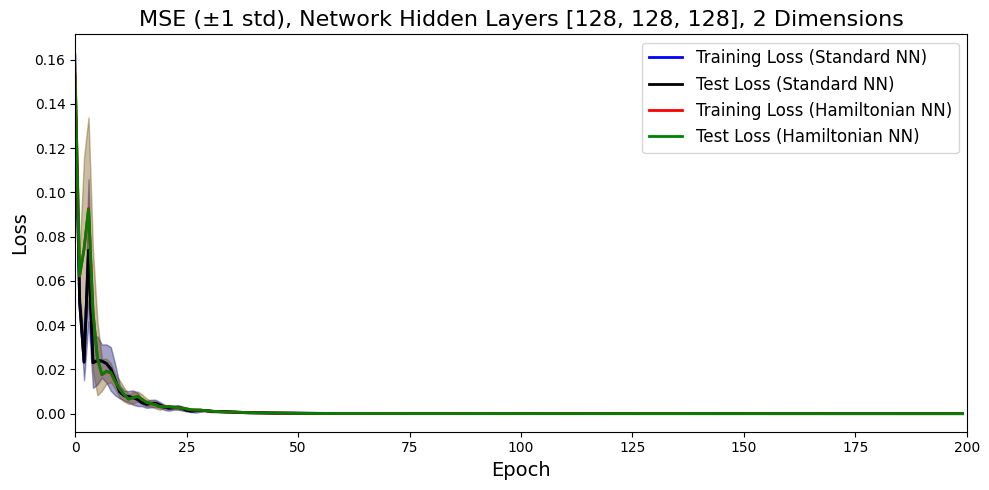 MSE (±1 std), Network Hidden Layers [128, 128, 128], 2 Dimensions
Training Loss (Standard NN)
Test Loss (Standard NN)
Training Loss (Hamiltonian NN)
Test Loss (Hamiltonian NN)
Loss
0.16
0.14
0.12
0.10
0.08
0.06
0.04
0.02
0.00
0 25 50 75 100 125 150 175 200
Epoch